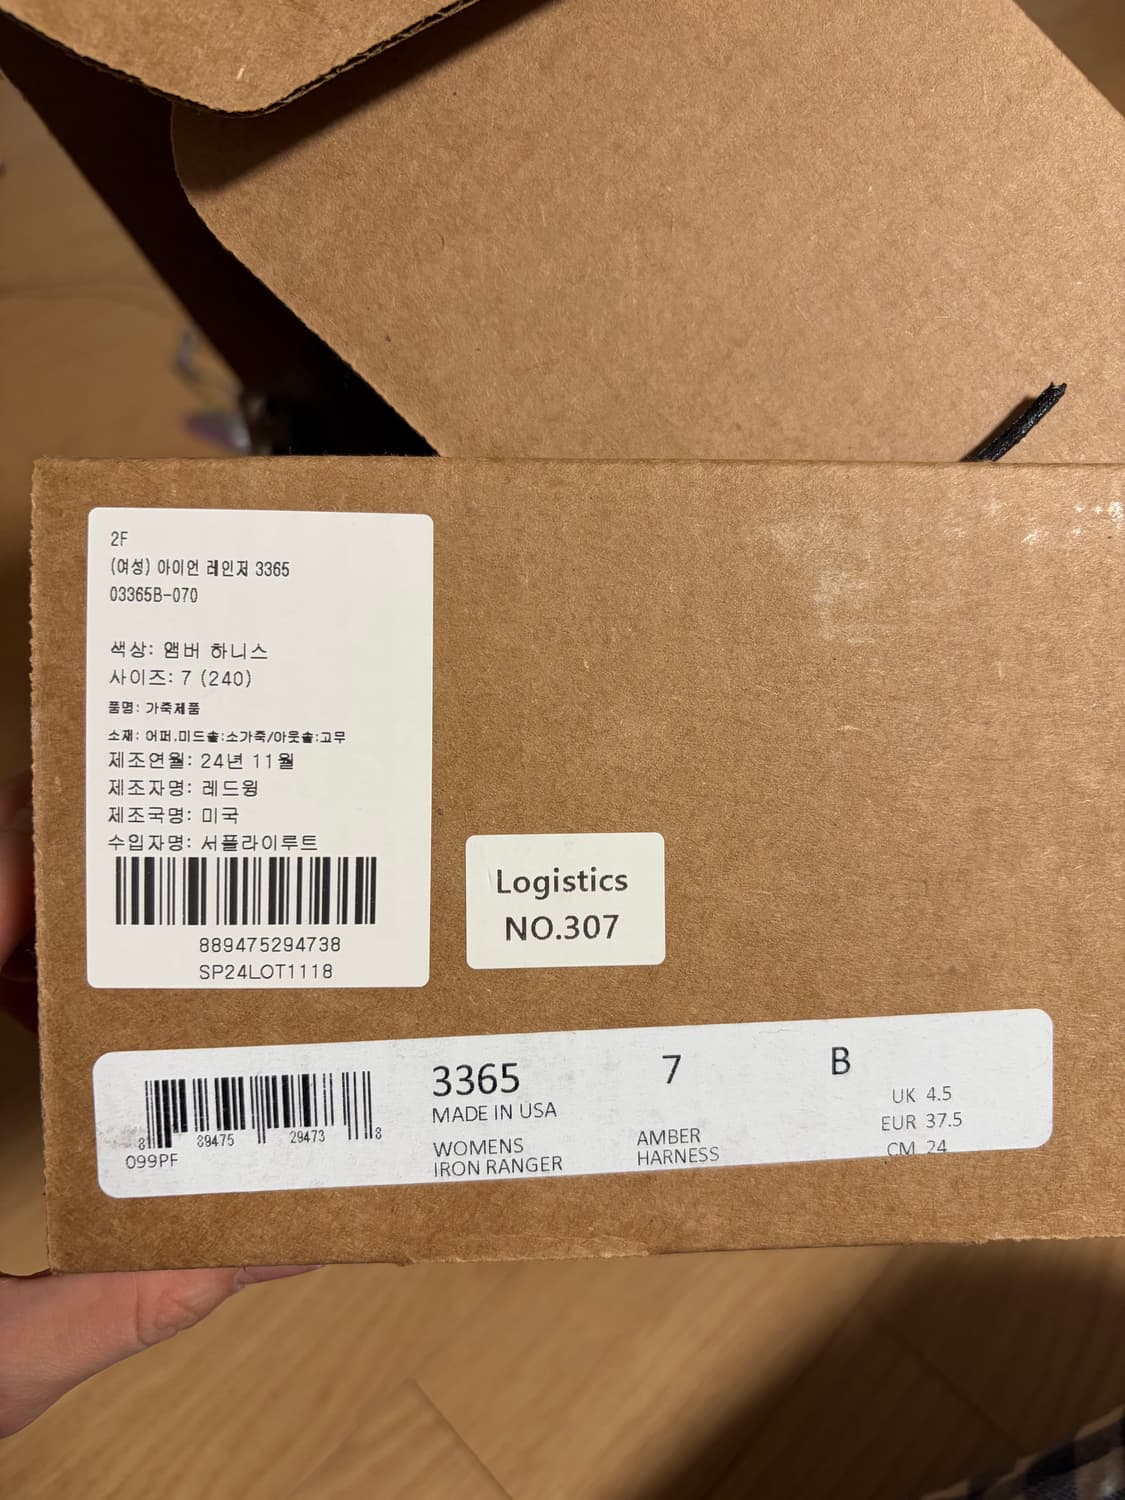 2F
(여성) 아이언 레인저 3365
03365B-070
색상: 앰버 하니스
사이즈: 7 (240)
품명: 가죽제품
소재: 어퍼.미드솔:소가죽/아웃솔:고무
제조연월: 24년 11월
제조자명: 레드윙
제조국명: 미국
수입자명: 서플라이루트
889475294738
SP24LOT1118
Logistics
NO.307
8 89475 29473 8
099PF
3365
MADE IN USA
WOMENS
IRON RANGER
7
AMBER
HARNESS
B
UK 4.5
EUR 37.5
CM 24